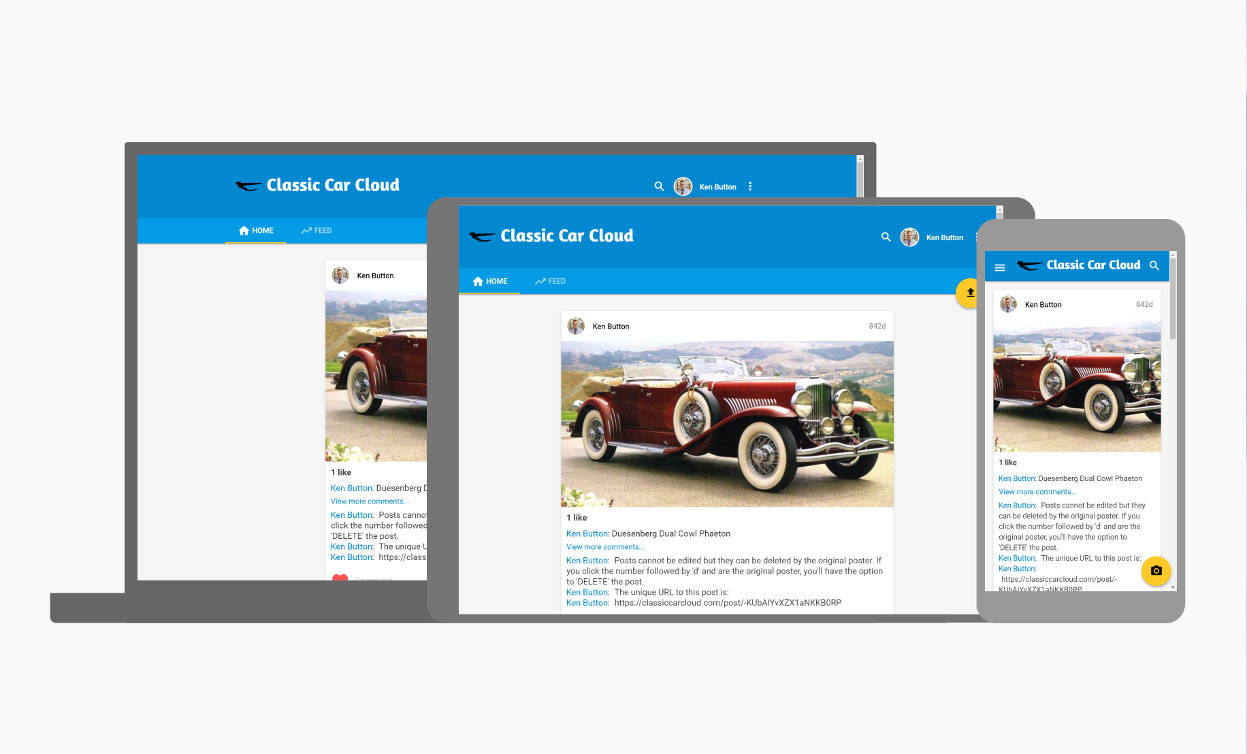 Classic Car Cloud
Ken Button
HOME
FEED
Ken Button
1 like
Ken Button: Duesenberg D
View more comments...
Ken Button: Posts cannot
click the number followed
'DELETE' the post.
Ken Button: The unique U
Ken Button: https://class
Comment
Classic Car Cloud
Ken Button
HOME
FEED
Ken Button
842d
1 like
Ken Button: Duesenberg Dual Cowl Phaeton
View more comments...
Ken Button: Posts cannot be edited but they can be deleted by the original poster. If
you click the number followed by 'd' and are the original poster, you'll have the option
to 'DELETE' the post.
Ken Button: The unique URL to this post is:
Ken Button: https://classiccarcloud.com/post/-KUbAIYvXZX1aNKKB0RP
Classic Car Cloud
Ken Button
842d
1 like
Ken Button: Duesenberg Dual Cowl Phaeton
View more comments...
Ken Button: Posts cannot be edited but they
can be deleted by the original poster. If you
click the number followed by 'd' and are the
original poster, you'll have the option to
'DELETE' the post.
Ken Button: The unique URL to this post is:
Ken Button:
https://classiccarcloud.com/post/-
KUbAIYvXZX1aNKKB0RP